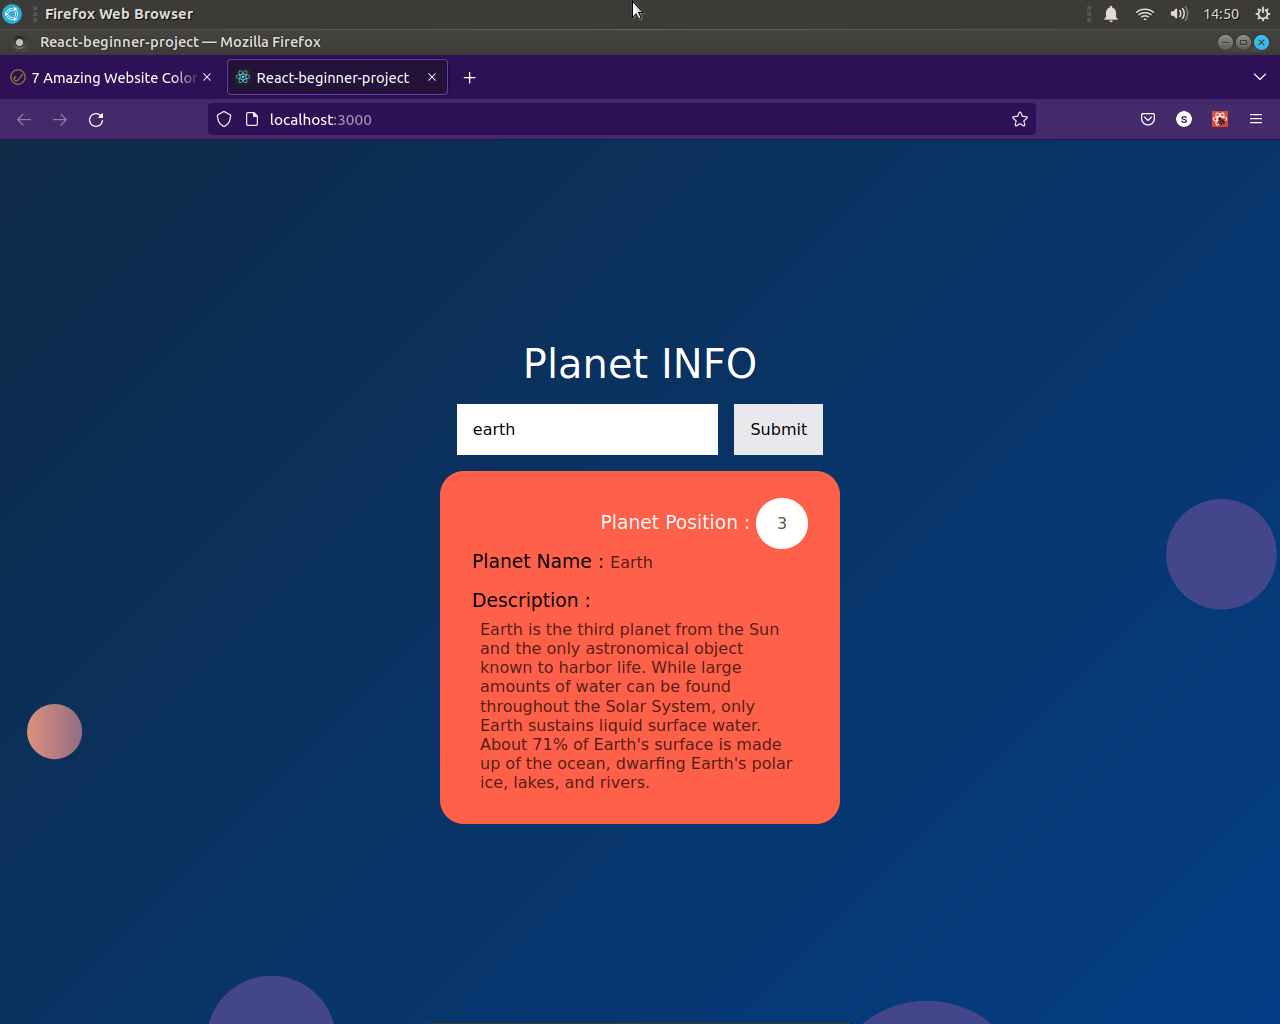 Firefox Web Browser
14:50
React-beginner-project — Mozilla Firefox
7 Amazing Website Color
React-beginner-project
localhost:3000
S
Planet INFO
earth
Submit
Planet Position :
3
Planet Name : Earth
Description :
Earth is the third planet from the Sun
and the only astronomical object
known to harbor life. While large
amounts of water can be found
throughout the Solar System, only
Earth sustains liquid surface water.
About 71% of Earth's surface is made
up of the ocean, dwarfing Earth's polar
ice, lakes, and rivers.